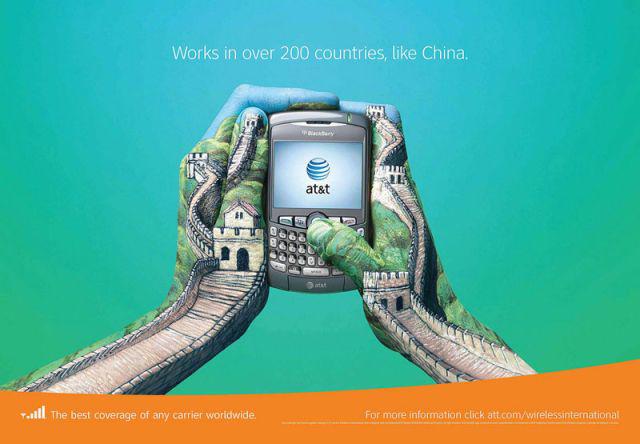 Works in over 200 countries, like China.
BlackBerry
at&t
at&t
The best coverage of any carrier worldwide.
For more information click att.com/wirelessinternational